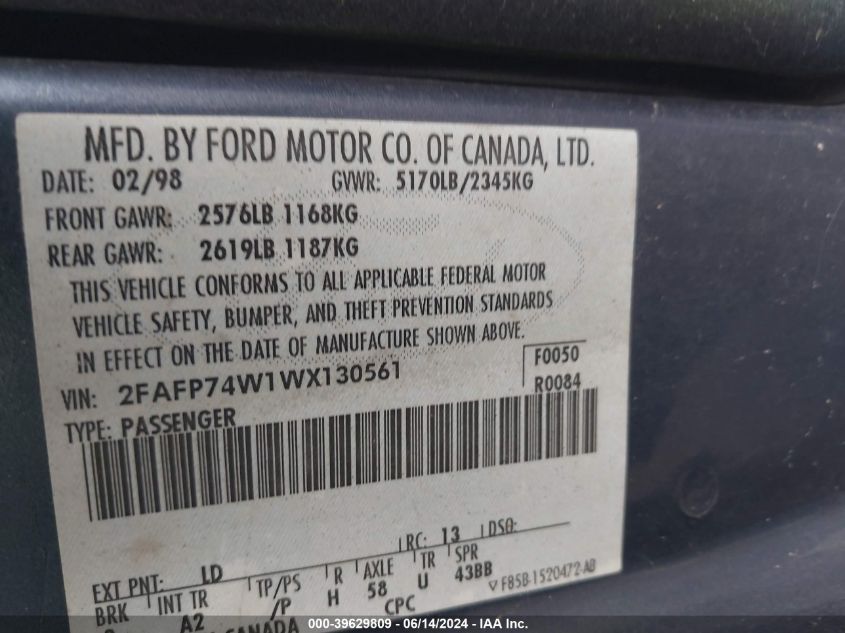 MFD. BY FORD MOTOR CO. OF CANADA, LTD.
DATE: 02/98 GVWR: 5170LB/2345KG
FRONT GAWR: 2576LB 1168KG
REAR GAWR: 2619LB 1187KG
THIS VEHICLE CONFORMS TO ALL APPLICABLE FEDERAL MOTOR
VEHICLE SAFETY, BUMPER, AND THEFT PREVENTION STANDARDS
IN EFFECT ON THE DATE OF MANUFACTURE SHOWN ABOVE.
VIN: 2FAFP74W1WX130561 F0050
TYPE: PASSENGER R0084
RC: 13 DSO:
EXT PNT: LD
BRK INT TR TP/PS R AXLE TR SPR
A2 /P H 58 U 43BB
CANADA CPC ▽ F85B-1520472-AB
000-39629809 - 06/14/2024 - IAAI.COM